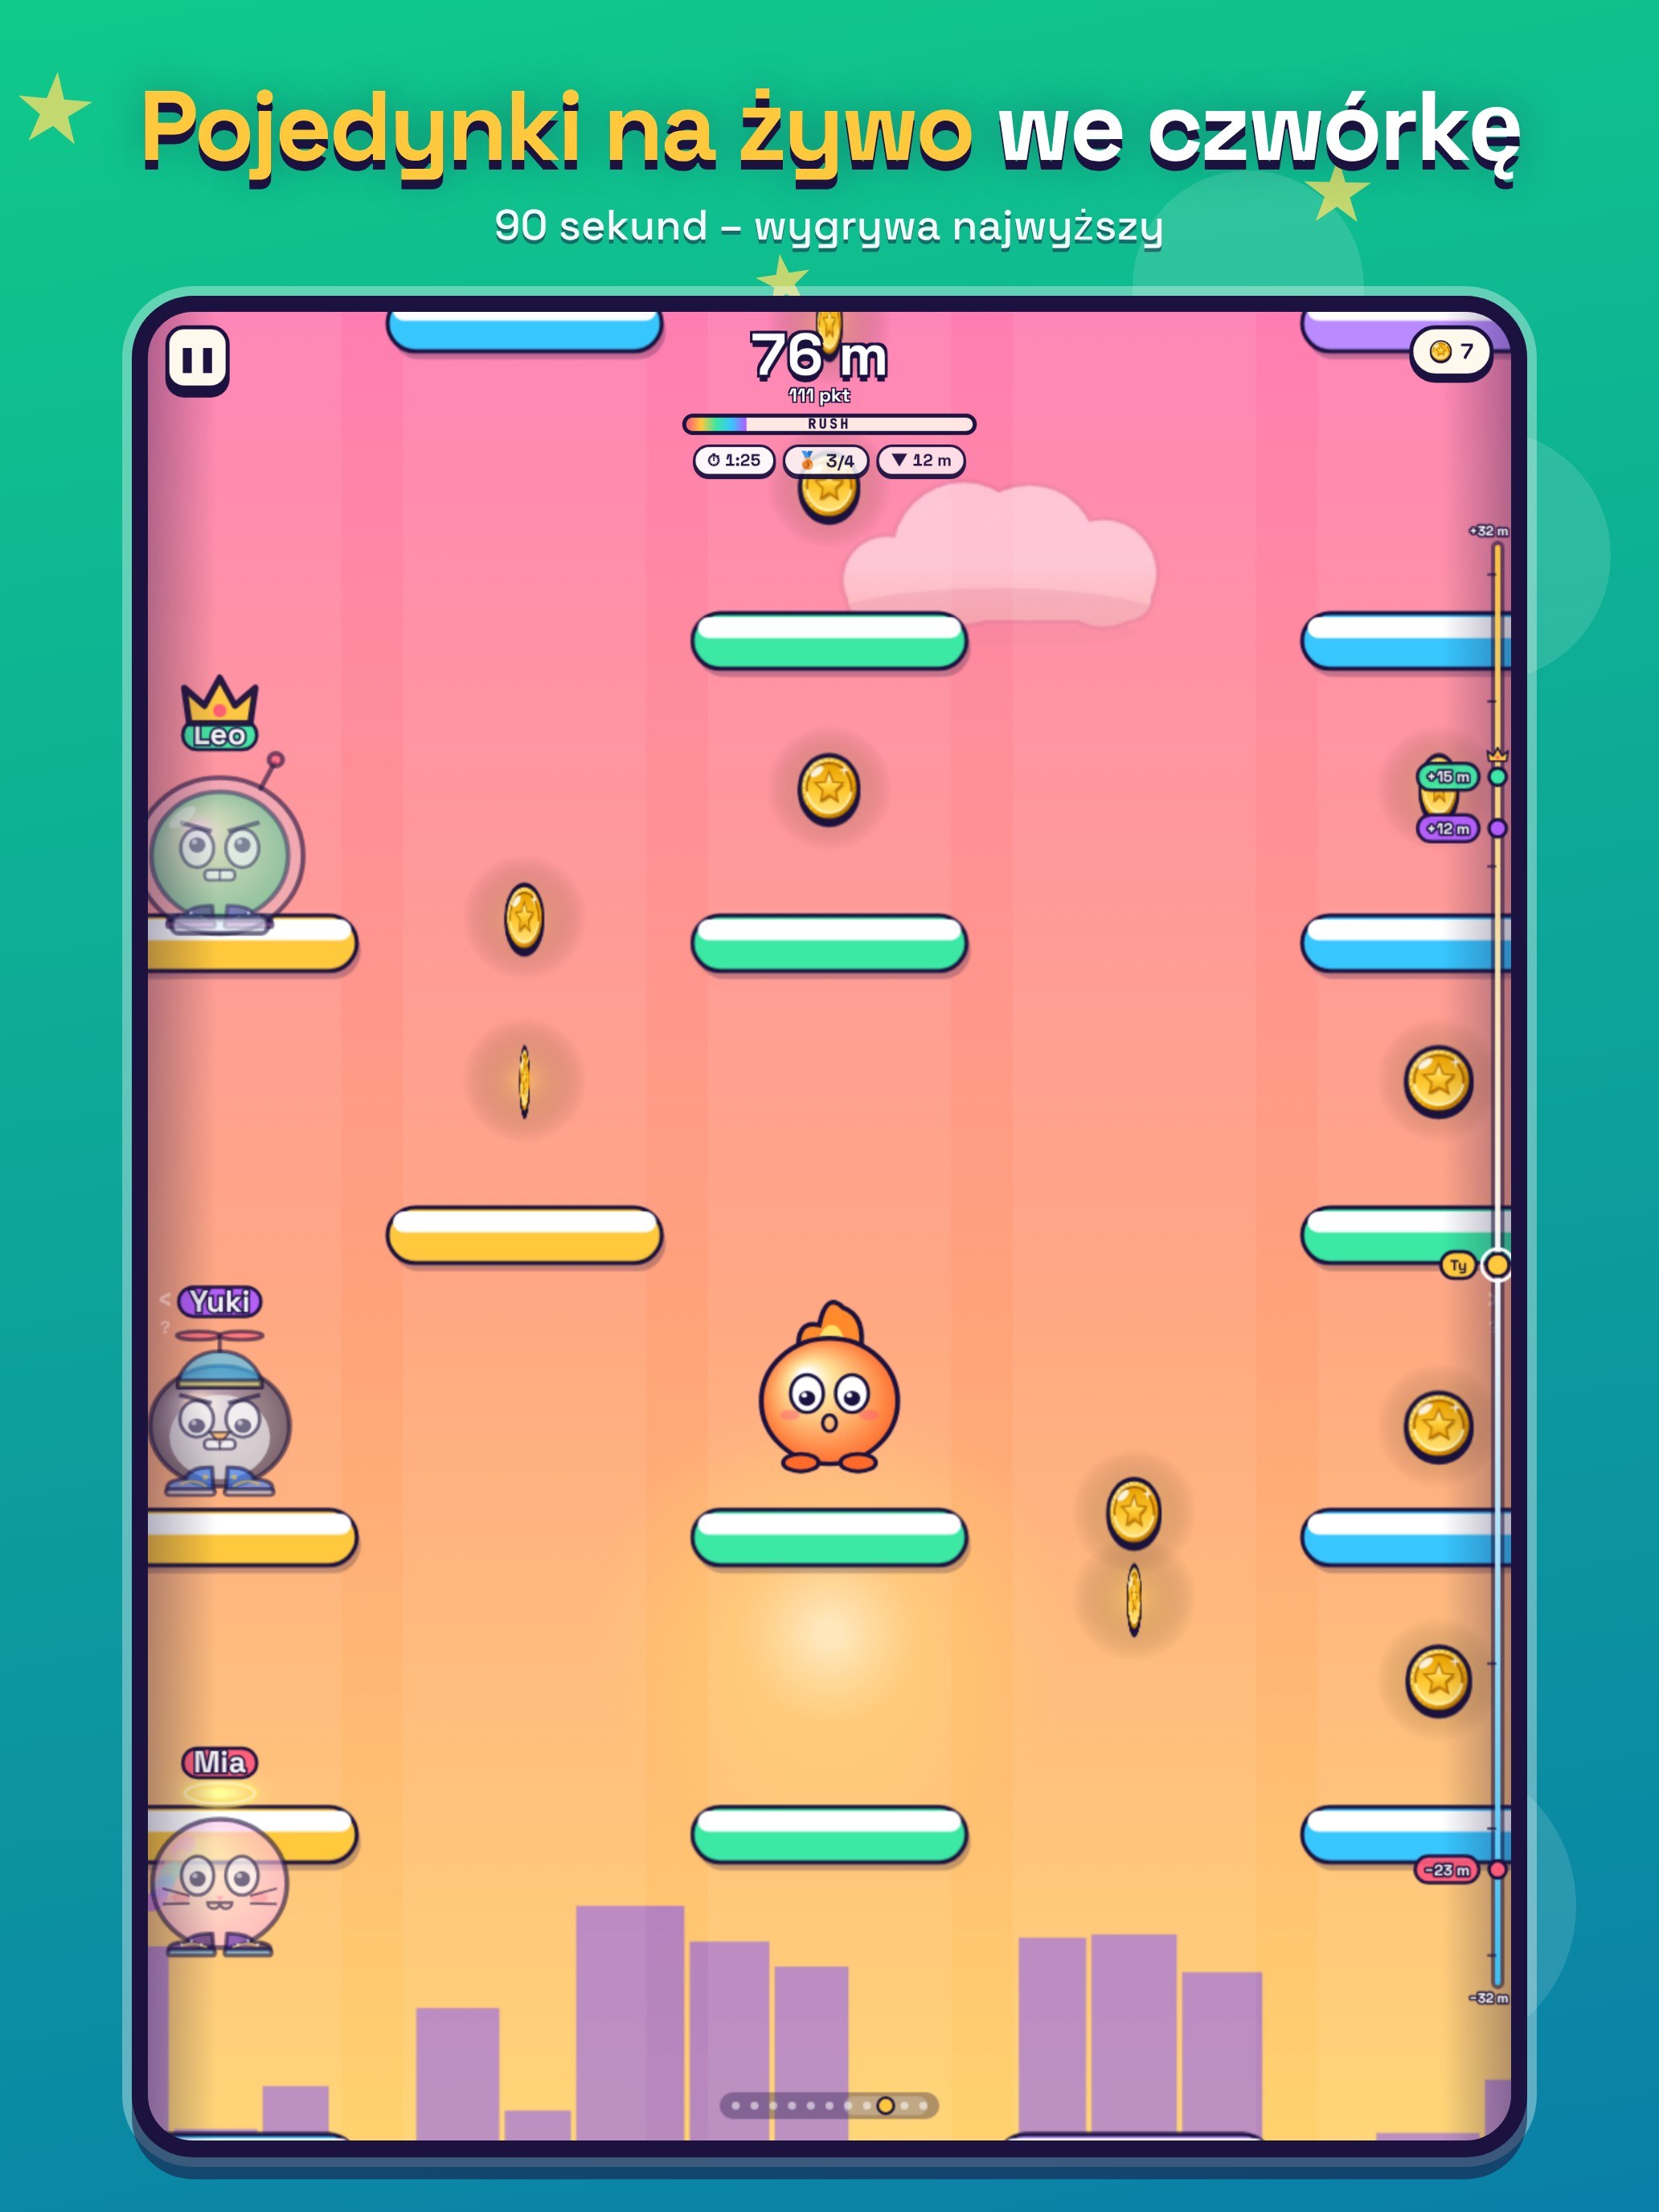 Pojedynki na żywo we czwórkę
90 sekund – wygrywa najwyższy
76 m
7
111 pkt
RUSH
1:25
3/4
▼ 12 m
+32 m
Leo
+15 m
+12 m
Ty
Yuki
<
?
Mia
-23 m
-32 m